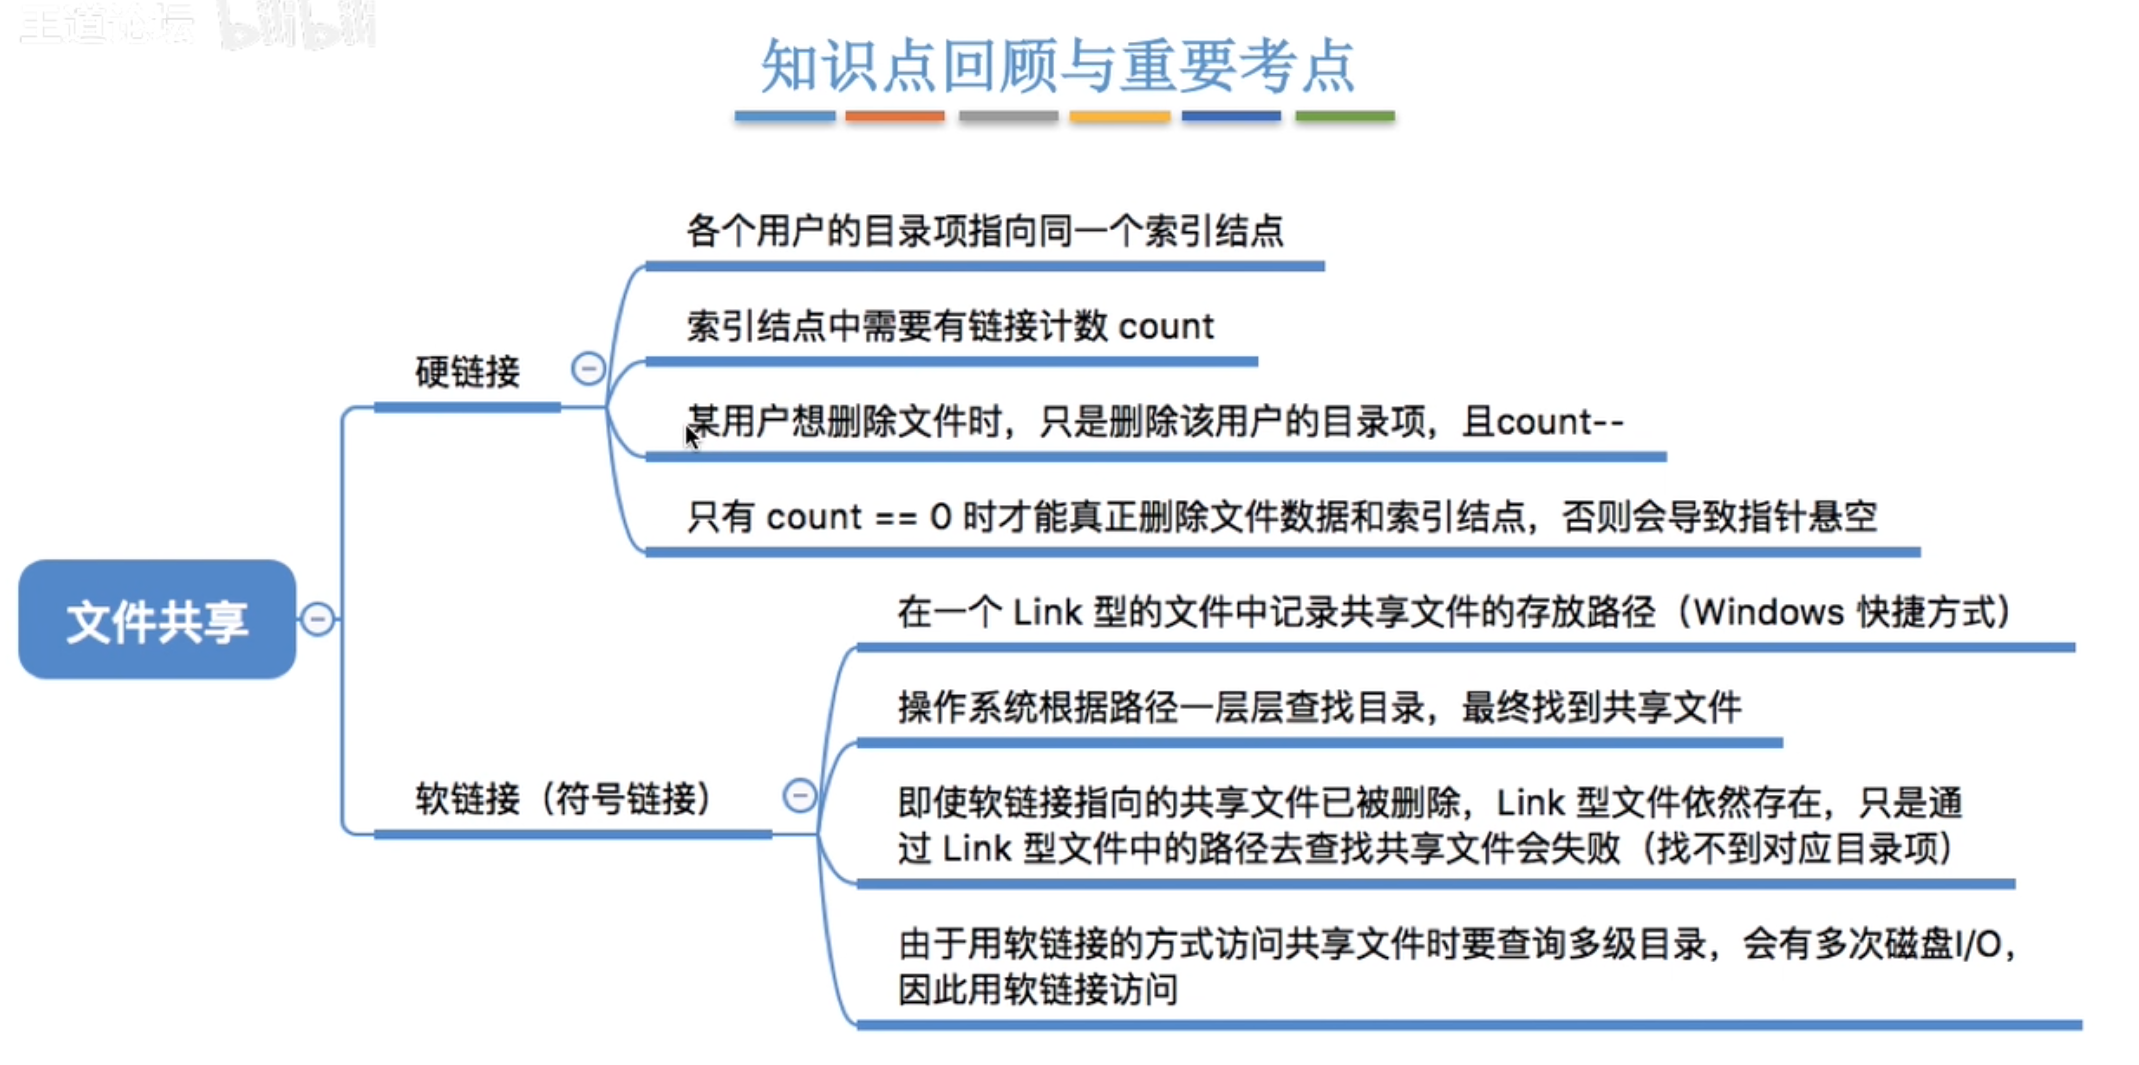 王道论坛 bilibili
知识点回顾与重要考点
各个用户的目录项指向同一个索引结点
索引结点中需要有链接计数 count
硬链接
某用户想删除文件时，只是删除该用户的目录项，且count--
只有 count == 0 时才能真正删除文件数据和索引结点，否则会导致指针悬空
文件共享
在一个 Link 型的文件中记录共享文件的存放路径（Windows 快捷方式）
操作系统根据路径一层层查找目录，最终找到共享文件
软链接（符号链接）
即使软链接指向的共享文件已被删除，Link 型文件依然存在，只是通
过 Link 型文件中的路径去查找共享文件会失败（找不到对应目录项）
由于用软链接的方式访问共享文件时要查询多级目录，会有多次磁盘I/O，
因此用软链接访问